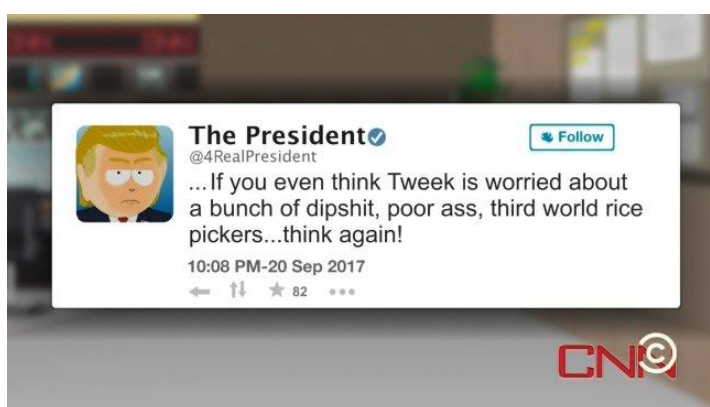 The President
@4RealPresident
Follow
...If you even think Tweek is worried about
a bunch of dipshit, poor ass, third world rice
pickers...think again!
10:08 PM-20 Sep 2017
82
CNN